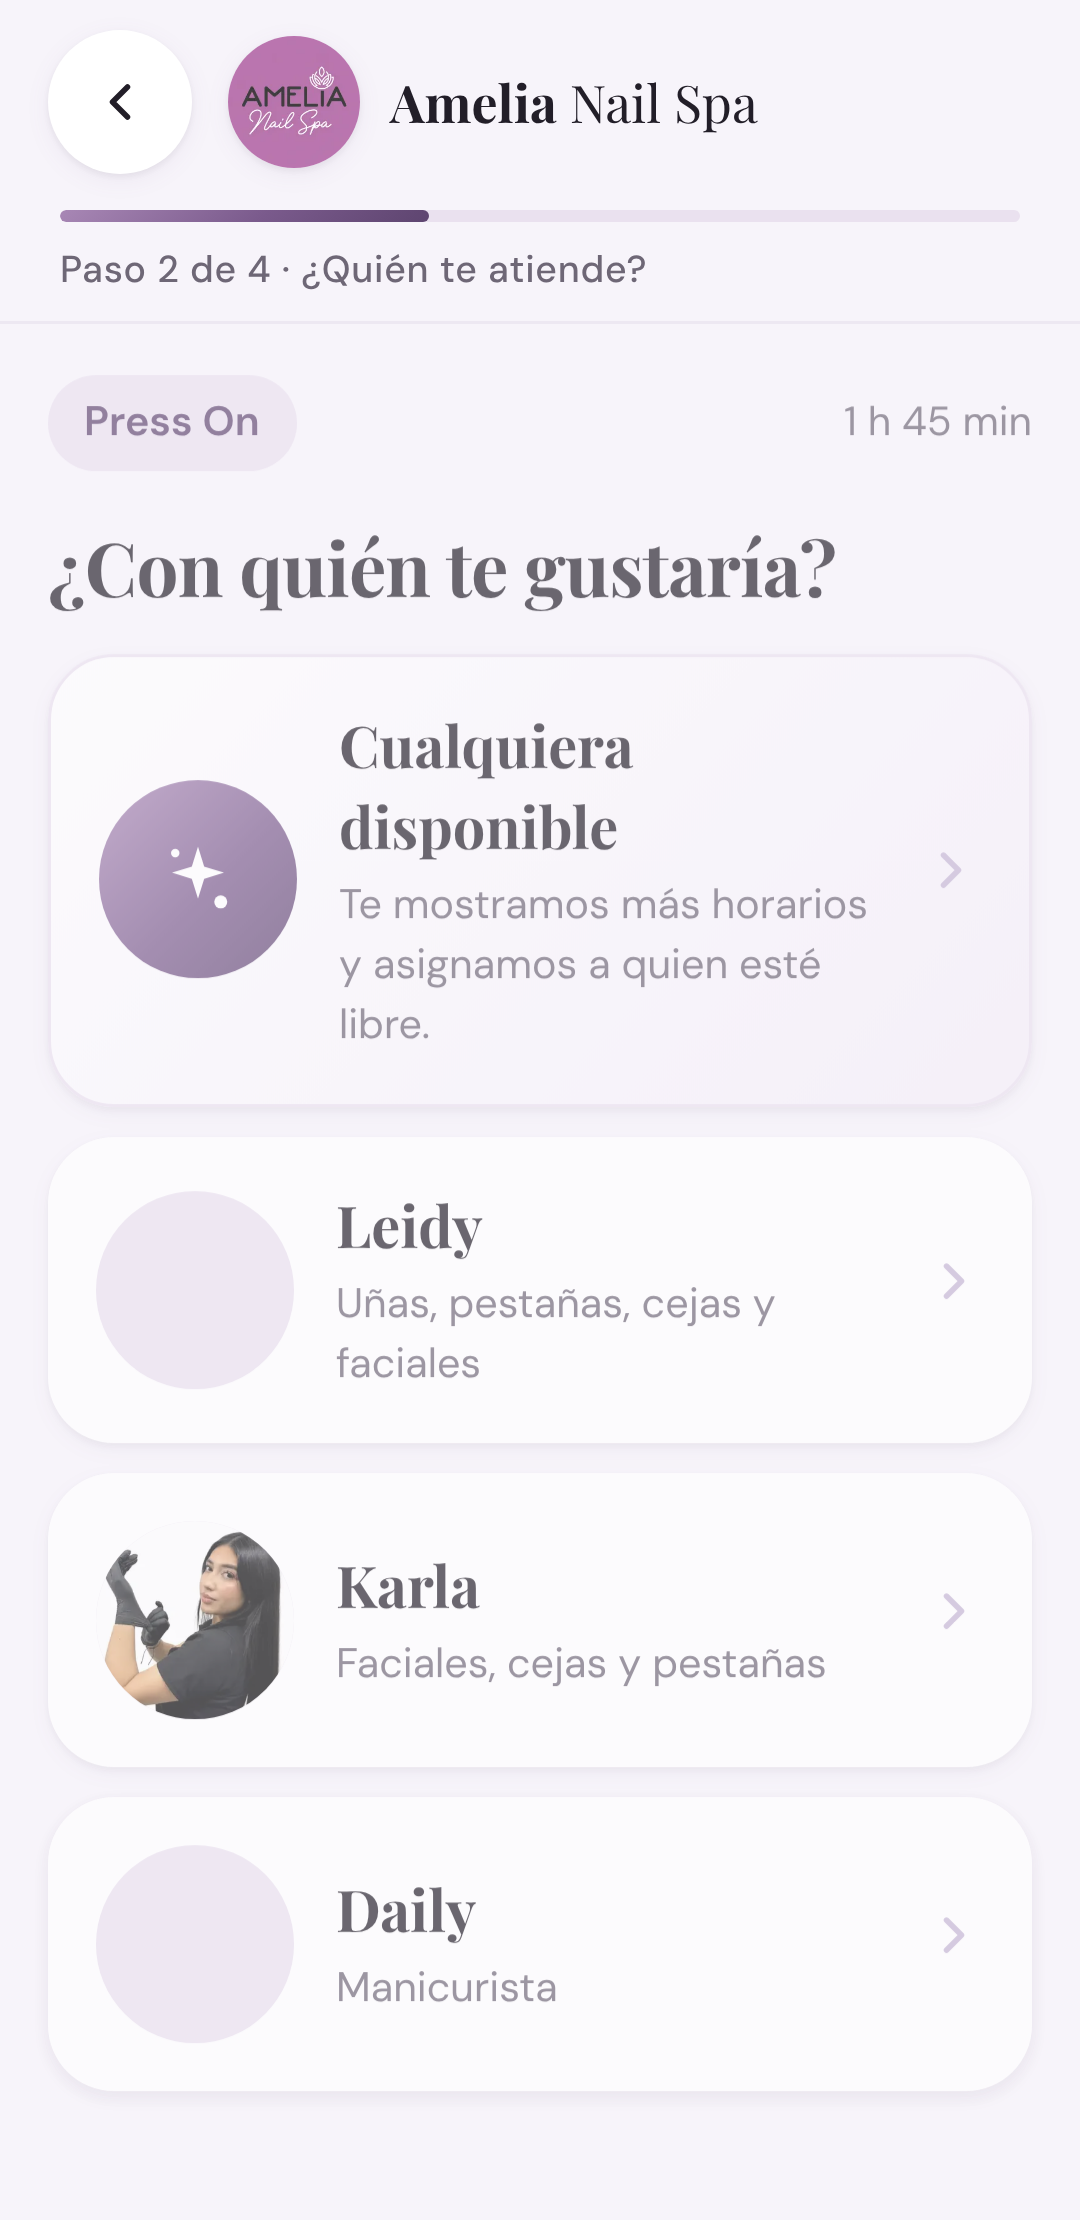 AMELIA
Nail Spa
Amelia Nail Spa
Paso 2 de 4 · ¿Quién te atiende?
Press On
1 h 45 min
¿Con quién te gustaría?
Cualquiera
disponible
Te mostramos más horarios
y asignamos a quien esté
libre.
Leidy
Uñas, pestañas, cejas y
faciales
Karla
Faciales, cejas y pestañas
Daily
Manicurista